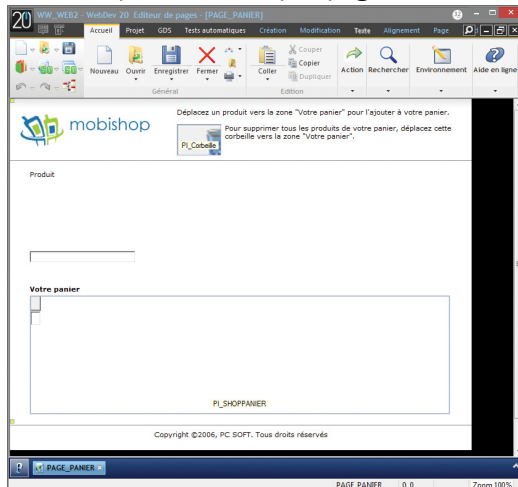 20
WW_WEB2 - WebDev 20 Editeur de pages - [PAGE_PANIER]
Accueil Projet GDS Tests automatiques Création Modification Texte Alignement Page
Nouveau Ouvrir Enregistrer Fermer
Coller
Couper
Copier
Dupliquer
Action Rechercher Environnement Aide en ligne
Général Edition
mobishop
Déplacez un produit vers la zone "Votre panier" pour l'ajouter à votre panier.
PI_Corbeille
Pour supprimer tous les produits de votre panier, déplacez cette
corbeille vers la zone "Votre panier".
Produit
Votre panier
PI_SHOPPANIER
Copyright ©2006, PC SOFT. Tous droits réservés
PAGE_PANIER
PAGE_PANIER 0 0 Zoom 100%